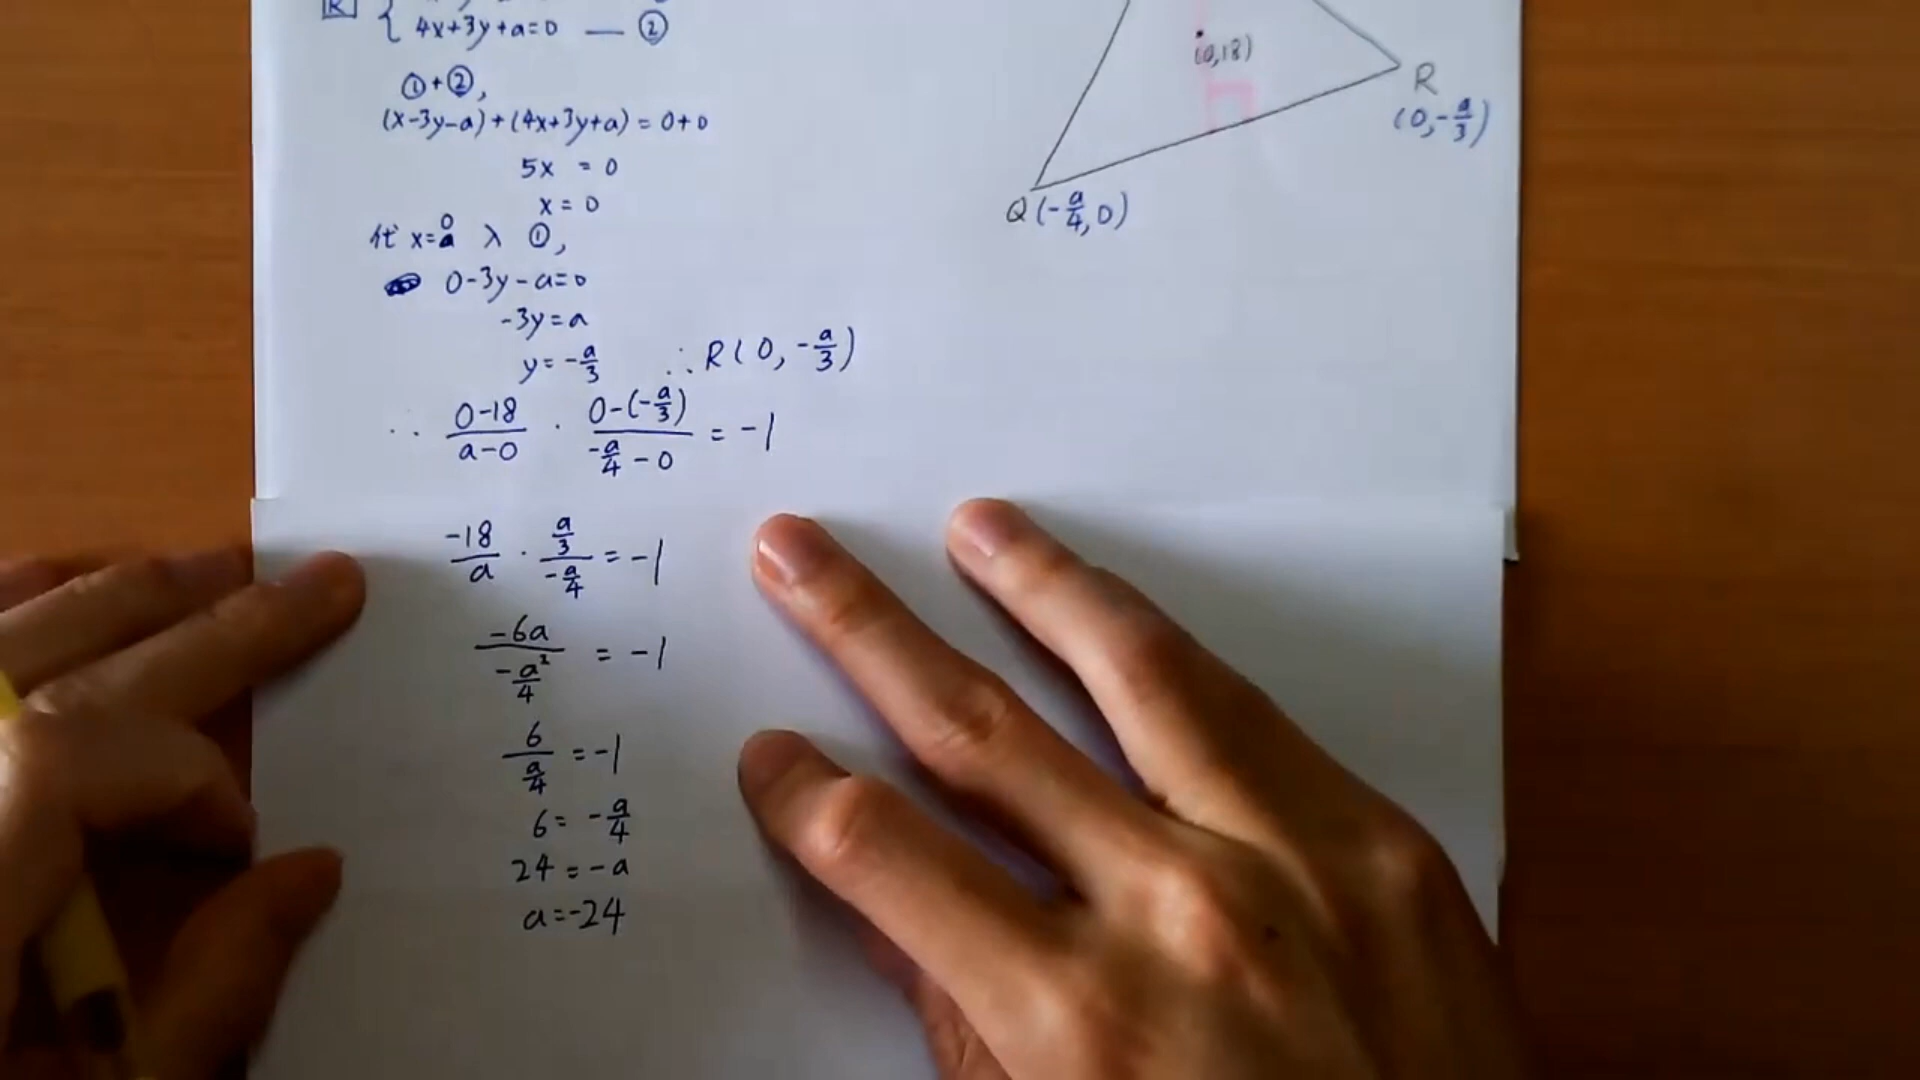 R
4x+3y+a=0 — ②
①+②,
(x-3y-a)+(4x+3y+a)=0+0
5x = 0
x = 0
代 x=0 入 ①,
0-3y-a=0
-3y=a
y=-a/3 ∴R(0,-a/3)
∴ (0-18)/(a-0) · (0-(-a/3))/(-a/4-0) = -1
-18/a · (a/3)/(-a/4) = -1
-6a/(-a²/4) = -1
6/(a/4) = -1
6=-a/4
24=-a
a=-24
(0,18)
R
(0,-a/3)
Q(-a/4,0)